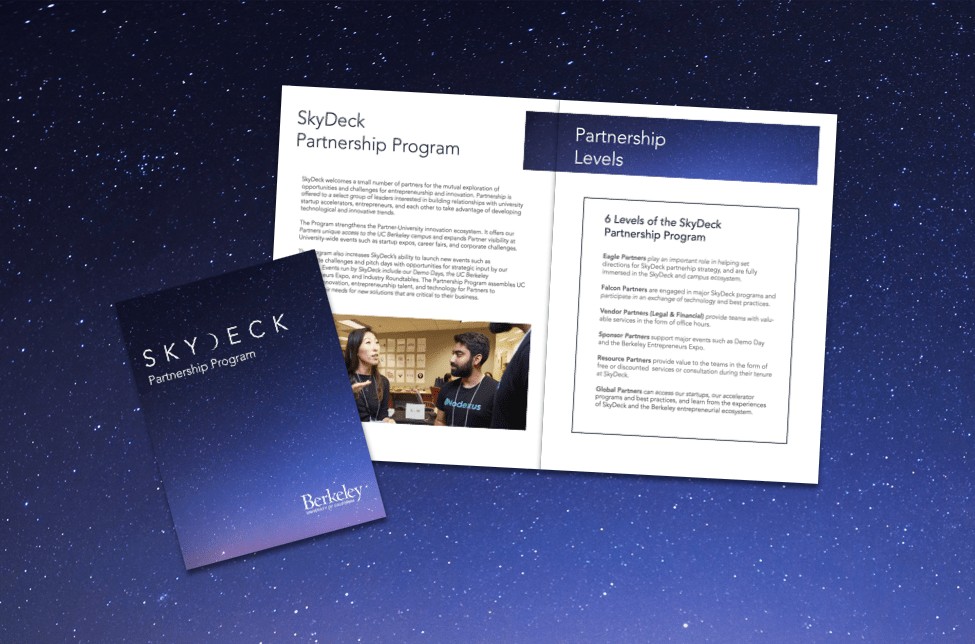 SkyDeck
Partnership Program
SkyDeck welcomes a small number of partners for the mutual exploration of
opportunities and challenges for entrepreneurship and innovation. Partnership is
offered to a select group of leaders interested in building relationships with university
startup accelerators, entrepreneurs, and each other to take advantage of developing
technological and innovative trends.
The Program strengthens the Partner-University innovation ecosystem. It offers our
Partners unique access to the UC Berkeley campus and expands Partner visibility at
University-wide events such as startup expos, career fairs, and corporate challenges.
ogram also increases SkyDeck's ability to launch new events such as
challenges and pitch days with opportunities for strategic input by our
Events run by SkyDeck include our Demo Days, the UC Berkeley
eurs Expo, and Industry Roundtables. The Partnership Program assembles UC
novation, entrepreneurship talent, and technology for Partners to
r needs for new solutions that are critical to their business.
Nodexus
Partnership
Levels
6 Levels of the SkyDeck
Partnership Program
Eagle Partners play an important role in helping set
directions for SkyDeck partnership strategy, and are fully
immersed in the SkyDeck and campus ecosystem.
Falcon Partners are engaged in major SkyDeck programs and
participate in an exchange of technology and best practices.
Vendor Partners (Legal & Financial) provide teams with valu-
able services in the form of office hours.
Sponsor Partners support major events such as Demo Day
and the Berkeley Entrepreneurs Expo.
Resource Partners provide value to the teams in the form of
free or discounted services or consultation during their tenure
at SkyDeck.
Global Partners can access our startups, our accelerator
programs and best practices, and learn from the experiences
of SkyDeck and the Berkeley entrepreneurial ecosystem.
SKYDECK
Partnership Program
Berkeley
UNIVERSITY OF CALIFORNIA